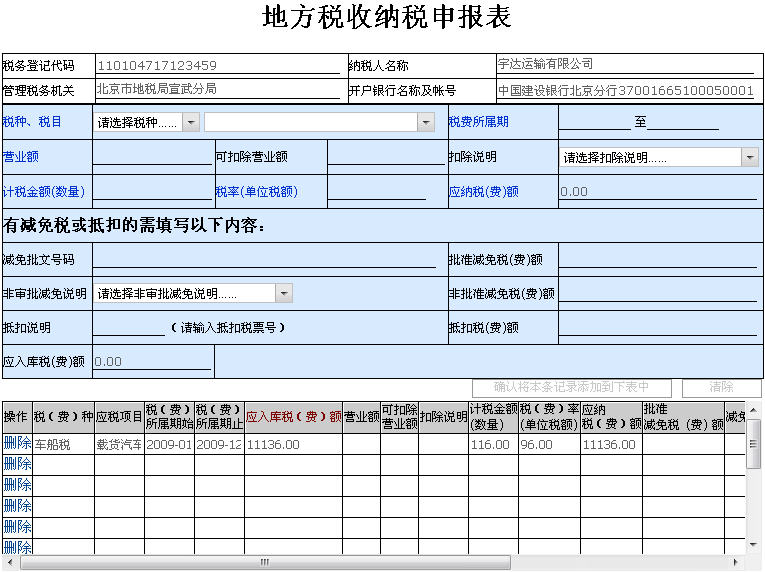 地方税收纳税申报表
税务登记代码 110104717123459 纳税人名称 宇达运输有限公司
管理税务机关 北京市地税局宣武分局 开户银行名称及帐号 中国建设银行北京分行37001665100050001
税种、税目 请选择税种...... 税费所属期 至
营业额 可扣除营业额 扣除说明 请选择扣除说明......
计税金额(数量) 税率(单位税额) 应纳税(费)额 0.00
有减免税或抵扣的需填写以下内容：
减免批文号码 批准减免税(费)额
非审批减免说明 请选择非审批减免说明...... 非批准减免税(费)额
抵扣说明 （请输入抵扣税票号） 抵扣税(费)额
应入库税(费)额 0.00
确认将本条记录添加到下表中 清除
操作 税（费）种 应税项目 税（费）所属期始 税（费）所属期止 应入库税（费）额 营业额 可扣除营业额 扣除说明 计税金额(数量) 税（费）率(单位税额) 应纳税（费）额 批准减免税（费）额 减免
删除 车船税 载货汽车 2009-01 2009-12 11136.00 116.00 96.00 11136.00
删除
删除
删除
删除
删除